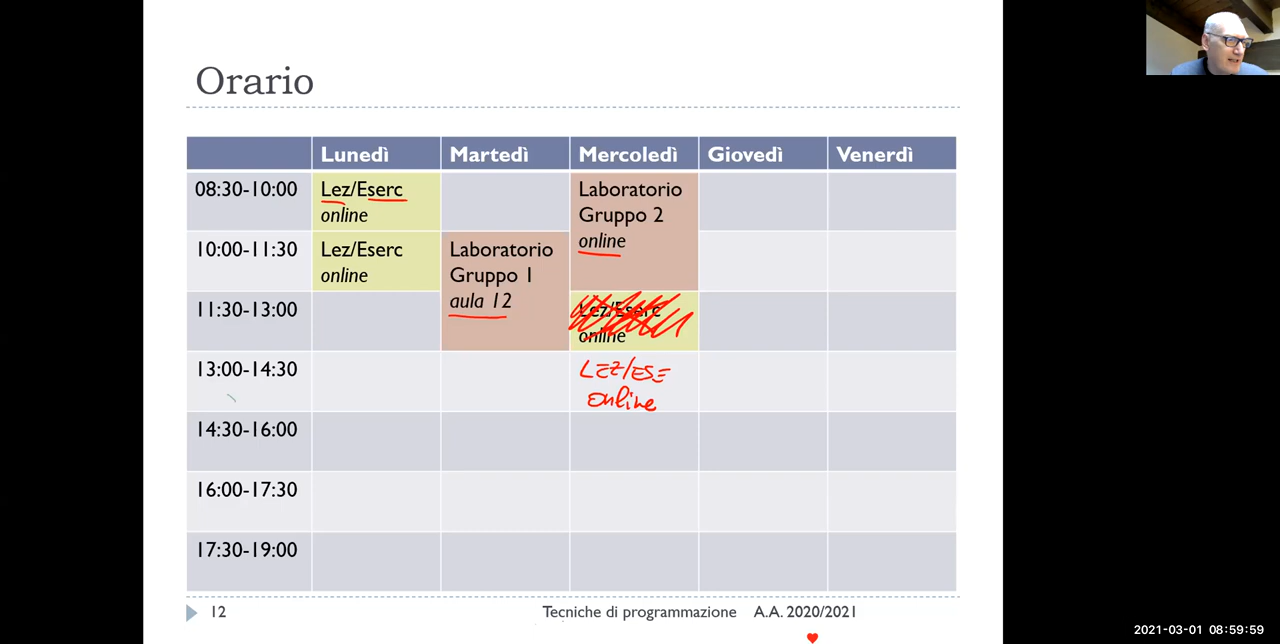 Orario
Lunedì Martedì Mercoledì Giovedì Venerdì
08:30-10:00 Lez/Eserc Laboratorio
online Gruppo 2
online
10:00-11:30 Lez/Eserc Laboratorio
online Gruppo 1
aula 12
11:30-13:00 Lez/Eserc
online
13:00-14:30 LEZ/ESE
online
14:30-16:00
16:00-17:30
17:30-19:00
12 Tecniche di programmazione A.A. 2020/2021
2021-03-01 08:59:59